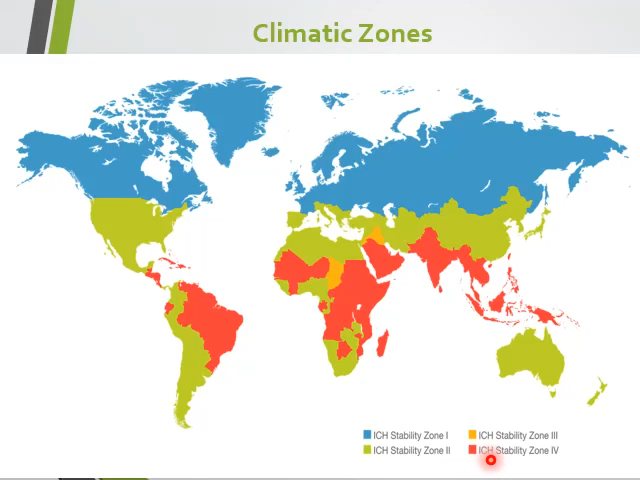 Climatic Zones
ICH Stability Zone I
ICH Stability Zone III
ICH Stability Zone II
ICH Stability Zone IV